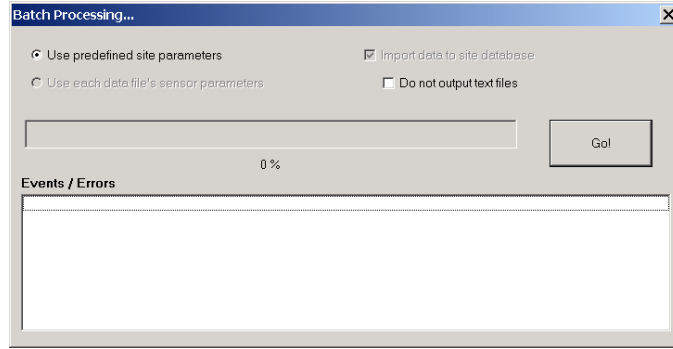 Batch Processing...
Use predefined site parameters
Import data to site database
Use each data file's sensor parameters
Do not output text files
Go!
0 %
Events / Errors